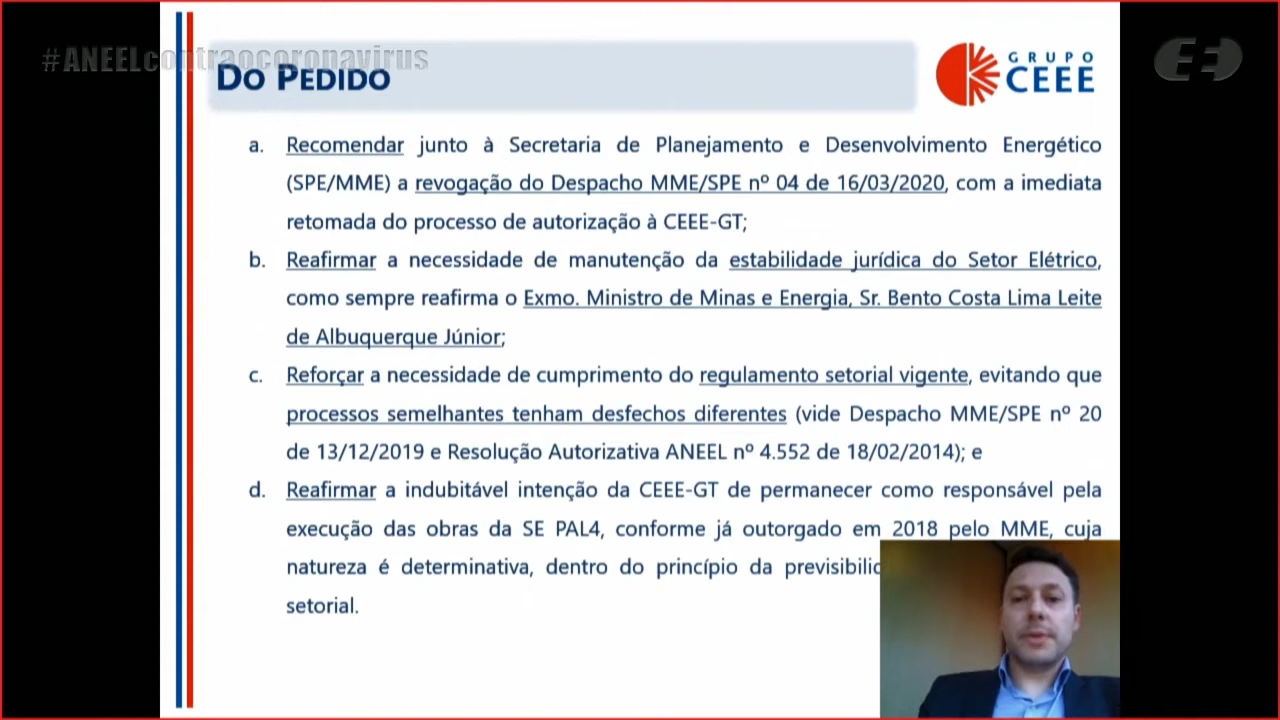 #ANEELcontraocoronavirus
DO PEDIDO
GRUPO
CEEE
a. Recomendar junto à Secretaria de Planejamento e Desenvolvimento Energético
(SPE/MME) a revogação do Despacho MME/SPE nº 04 de 16/03/2020, com a imediata
retomada do processo de autorização à CEEE-GT;
b. Reafirmar a necessidade de manutenção da estabilidade jurídica do Setor Elétrico,
como sempre reafirma o Exmo. Ministro de Minas e Energia, Sr. Bento Costa Lima Leite
de Albuquerque Júnior;
c. Reforçar a necessidade de cumprimento do regulamento setorial vigente, evitando que
processos semelhantes tenham desfechos diferentes (vide Despacho MME/SPE nº 20
de 13/12/2019 e Resolução Autorizativa ANEEL nº 4.552 de 18/02/2014); e
d. Reafirmar a indubitável intenção da CEEE-GT de permanecer como responsável pela
execução das obras da SE PAL4, conforme já outorgado em 2018 pelo MME, cuja
natureza é determinativa, dentro do princípio da
setorial.